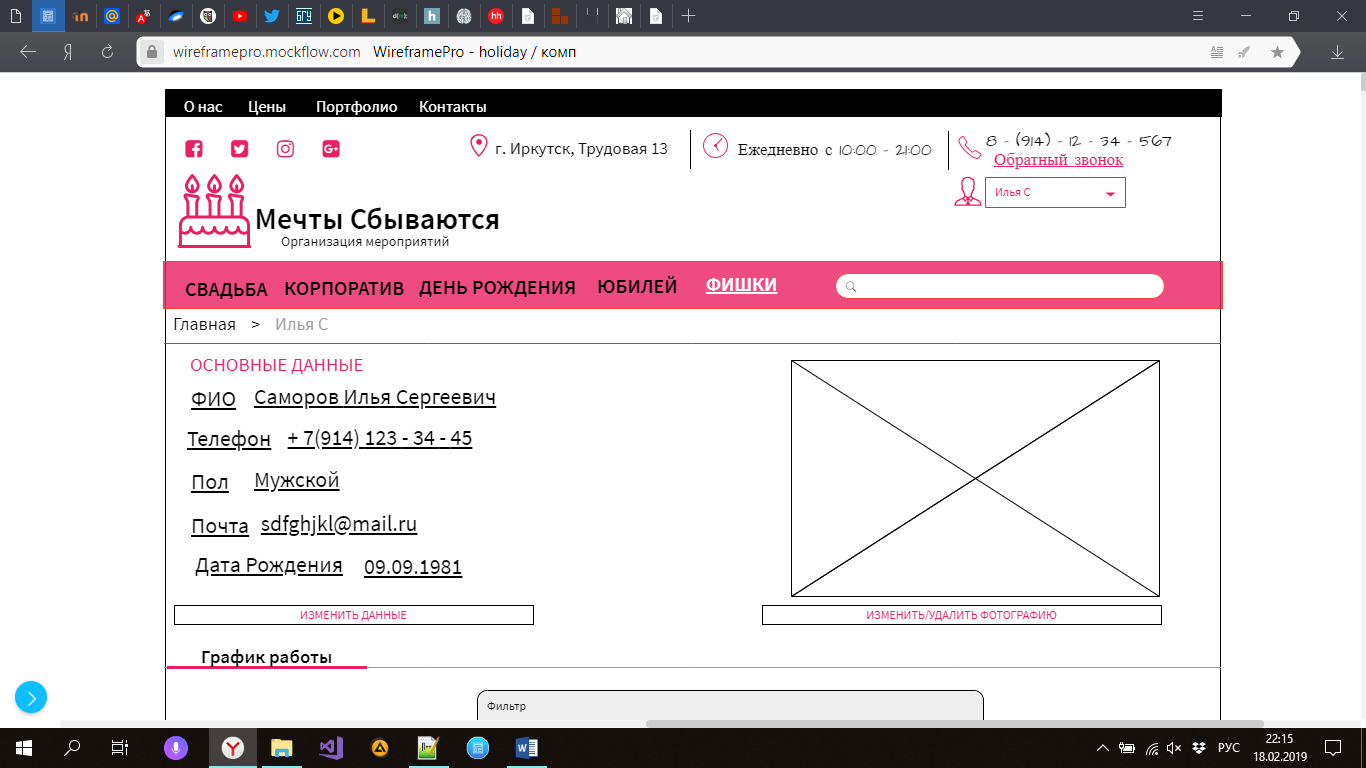 wireframepro.mockflow.com WireframePro - holiday / комп
О нас Цены Портфолио Контакты
г. Иркутск, Трудовая 13
Ежедневно с 10:00 - 21:00
8 - (914) - 12 - 34 - 567
Обратный звонок
Илья С
Мечты Сбываются
Организация мероприятий
СВАДЬБА КОРПОРАТИВ ДЕНЬ РОЖДЕНИЯ ЮБИЛЕЙ ФИШКИ
Главная > Илья С
ОСНОВНЫЕ ДАННЫЕ
ФИО Саморов Илья Сергеевич
Телефон + 7(914) 123 - 34 - 45
Пол Мужской
Почта sdfghjkl@mail.ru
Дата Рождения 09.09.1981
ИЗМЕНИТЬ ДАННЫЕ
ИЗМЕНИТЬ/УДАЛИТЬ ФОТОГРАФИЮ
График работы
Фильтр
РУС
22:15
18.02.2019